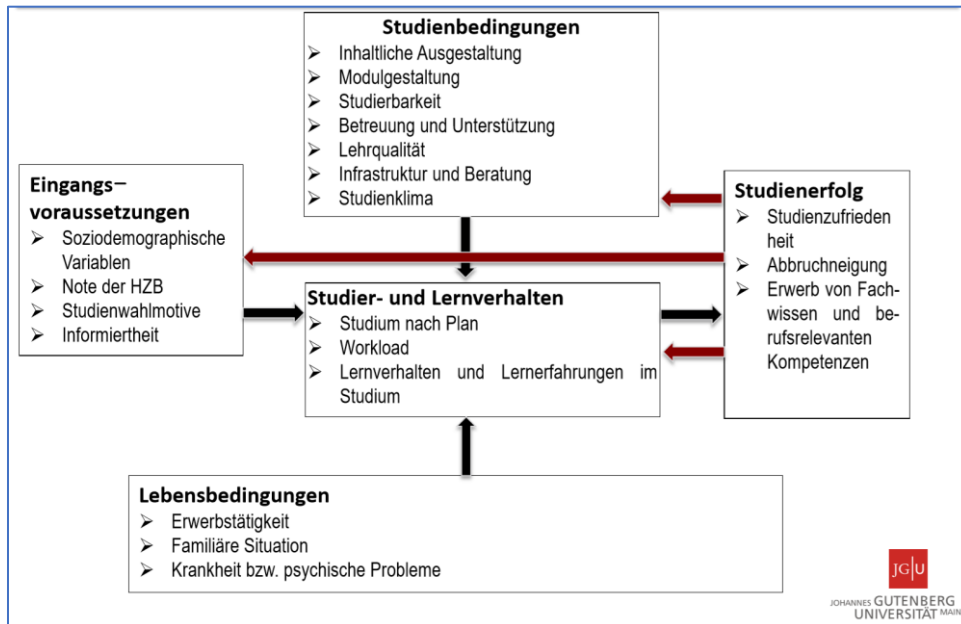 Studienbedingungen
➢ Inhaltliche Ausgestaltung
➢ Modulgestaltung
➢ Studierbarkeit
➢ Betreuung und Unterstützung
➢ Lehrqualität
➢ Infrastruktur und Beratung
➢ Studienklima
Eingangs–
voraussetzungen
➢ Soziodemographische
Variablen
➢ Note der HZB
➢ Studienwahlmotive
➢ Informiertheit
Studier- und Lernverhalten
➢ Studium nach Plan
➢ Workload
➢ Lernverhalten und Lernerfahrungen im
Studium
Studienerfolg
➢ Studienzufrieden
heit
➢ Abbruchneigung
➢ Erwerb von Fach-
wissen und be-
rufsrelevanten
Kompetenzen
Lebensbedingungen
➢ Erwerbstätigkeit
➢ Familiäre Situation
➢ Krankheit bzw. psychische Probleme
JG|U
JOHANNES GUTENBERG
UNIVERSITÄT MAIN